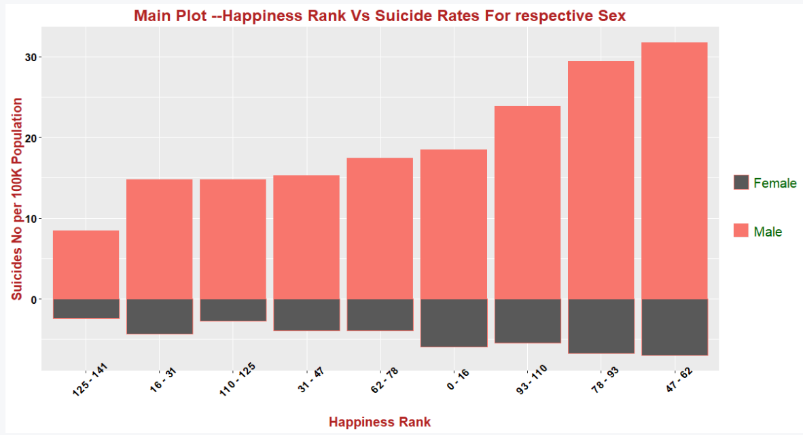 Main Plot --Happiness Rank Vs Suicide Rates For respective Sex
Suicides No per 100K Population
30
20
10
0
Female
Male
125 - 141
16 - 31
110 - 125
31 - 47
62 - 78
0 - 16
93 - 110
78 - 93
47 - 62
Happiness Rank